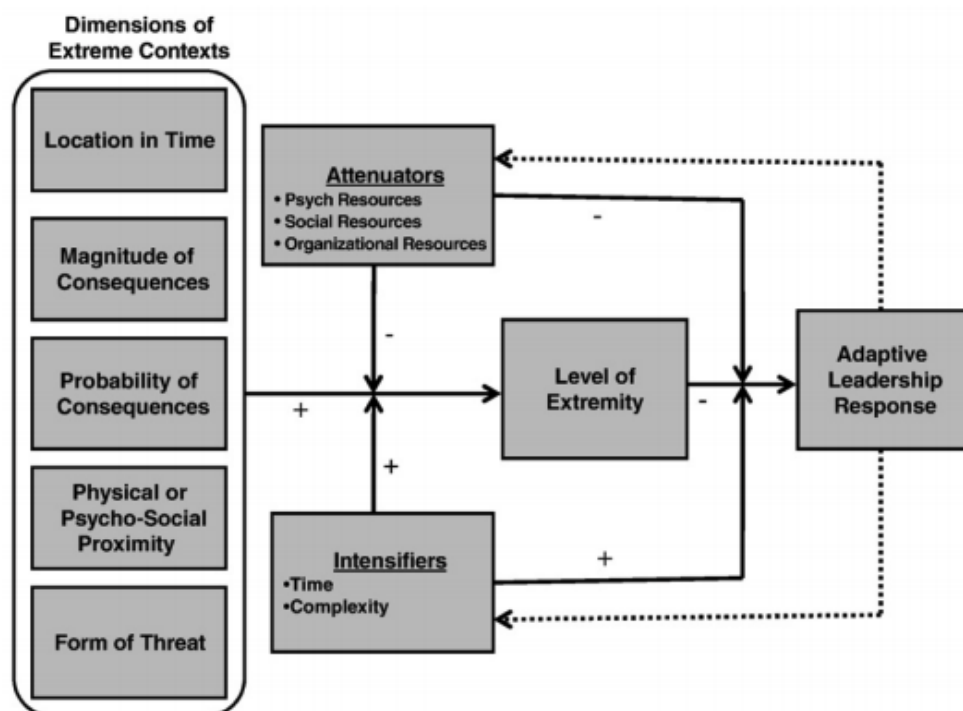 Dimensions of
Extreme Contexts
Location in Time
Magnitude of
Consequences
Probability of
Consequences
Physical or
Psycho-Social
Proximity
Form of Threat
Attenuators
• Psych Resources
• Social Resources
• Organizational Resources
-
-
+
+
Intensifiers
•Time
•Complexity
+
Level of
Extremity
-
Adaptive
Leadership
Response